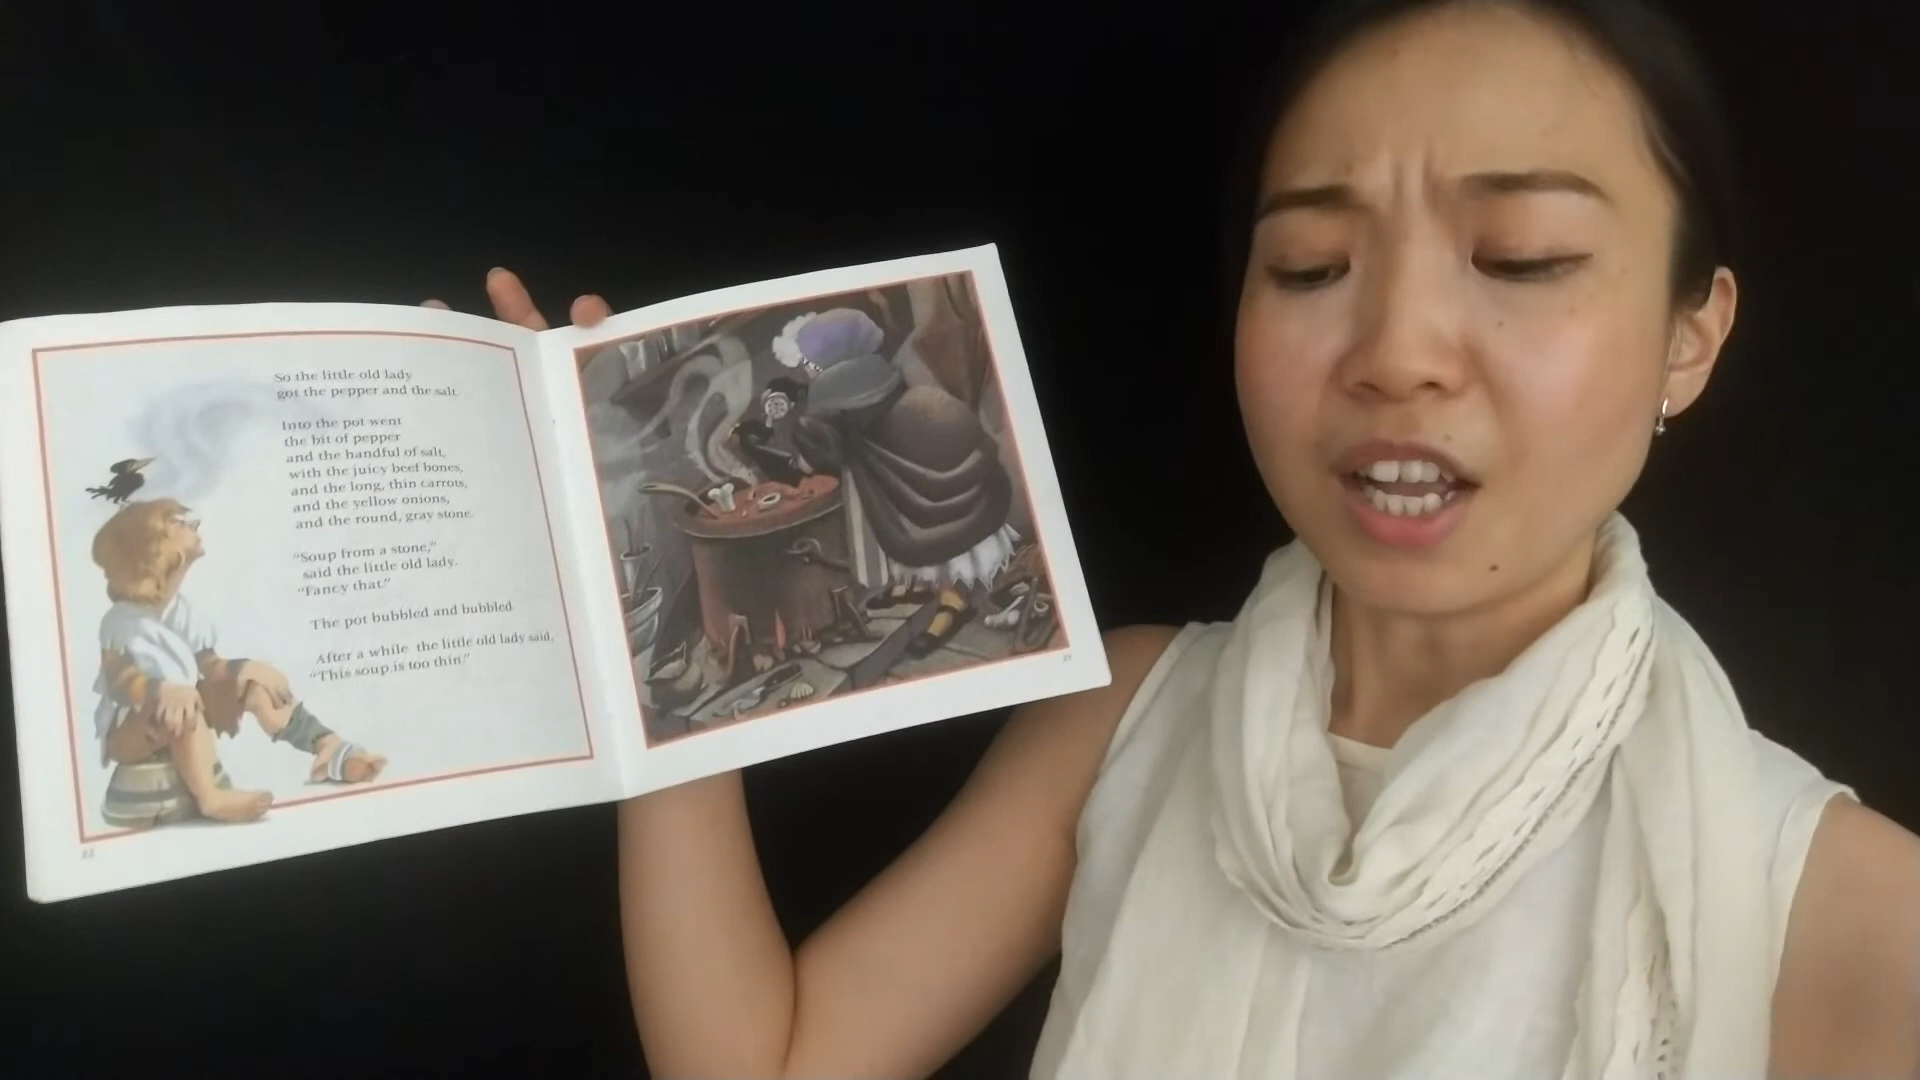 So the little old lady
got the pepper and the salt.
Into the pot went
the bit of pepper
and the handful of salt,
with the juicy beef bones,
and the long, thin carrots,
and the yellow onions,
and the round, gray stone.
"Soup from a stone,"
said the little old lady.
"Fancy that."
The pot bubbled and bubbled.
After a while the little old lady said,
"This soup is too thin."